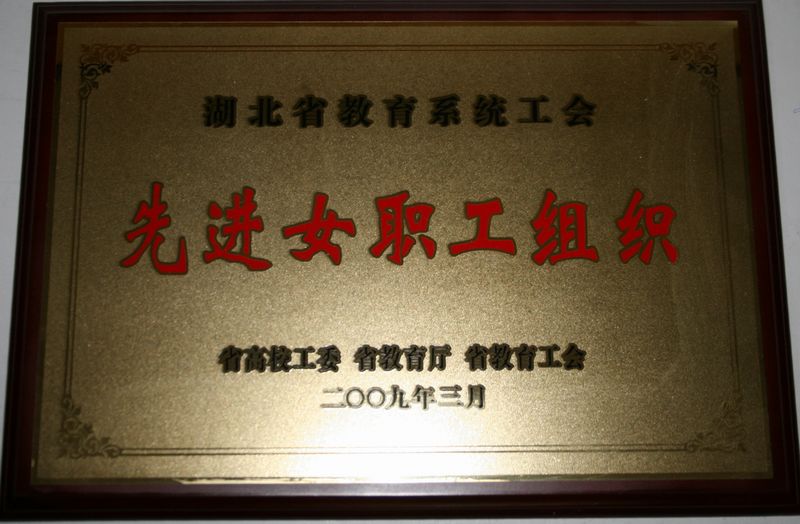 湖北省教育系统工会
先进女职工组织
省高校工委 省教育厅 省教育工会
二〇〇九年三月